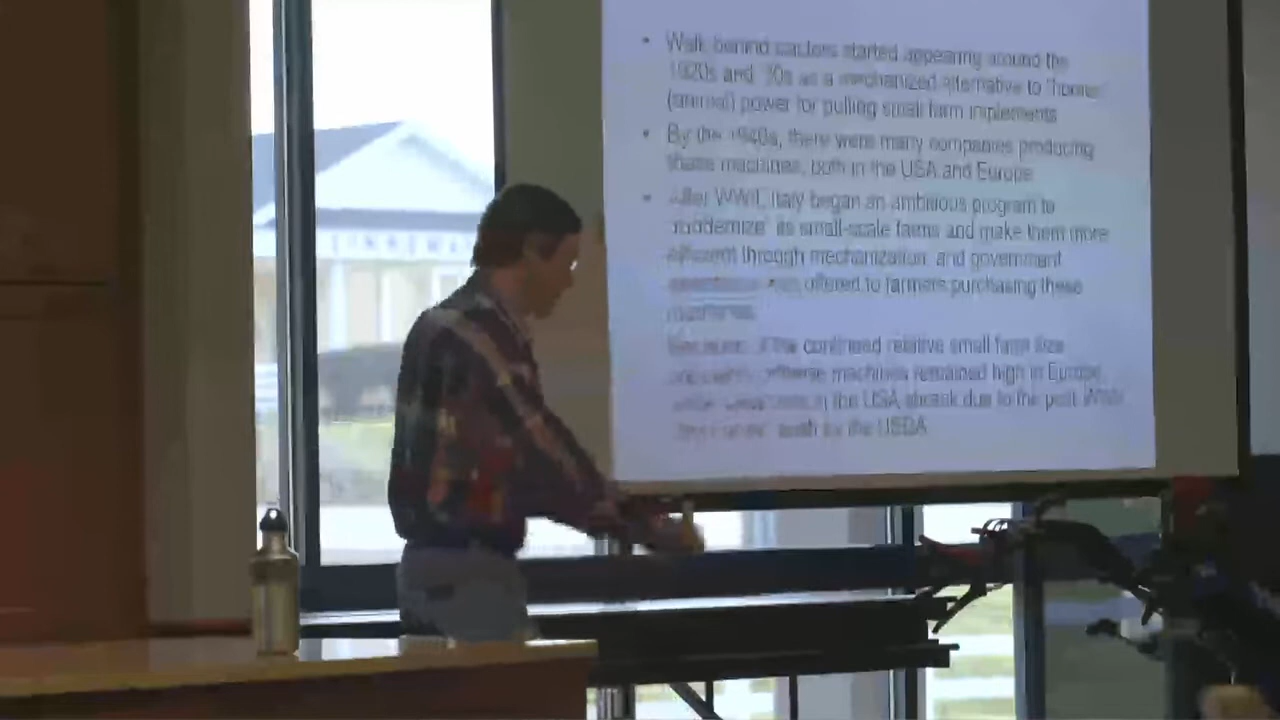 Walk behind tractors started appearing around the
1920s and '30s as a mechanized alternative to "horse"
(animal) power for pulling small farm implements
By the 1940s, there were many companies producing
these machines, both in the USA and Europe
After WWII, Italy began an ambitious program to
its small-scale farms and make them more
efficient through mechanization, and government
offered to farmers purchasing these
machines
Because of the continued relative small farm size
these machines remained high in Europe
in the USA shrank due to the post WWII
by the USDA